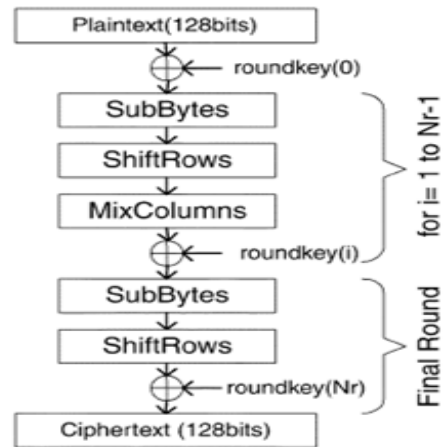 Plaintext(128bits)
roundkey(0)
SubBytes
ShiftRows
MixColumns
roundkey(i)
for i= 1 to Nr-1
SubBytes
ShiftRows
roundkey(Nr)
Final Round
Ciphertext (128bits)